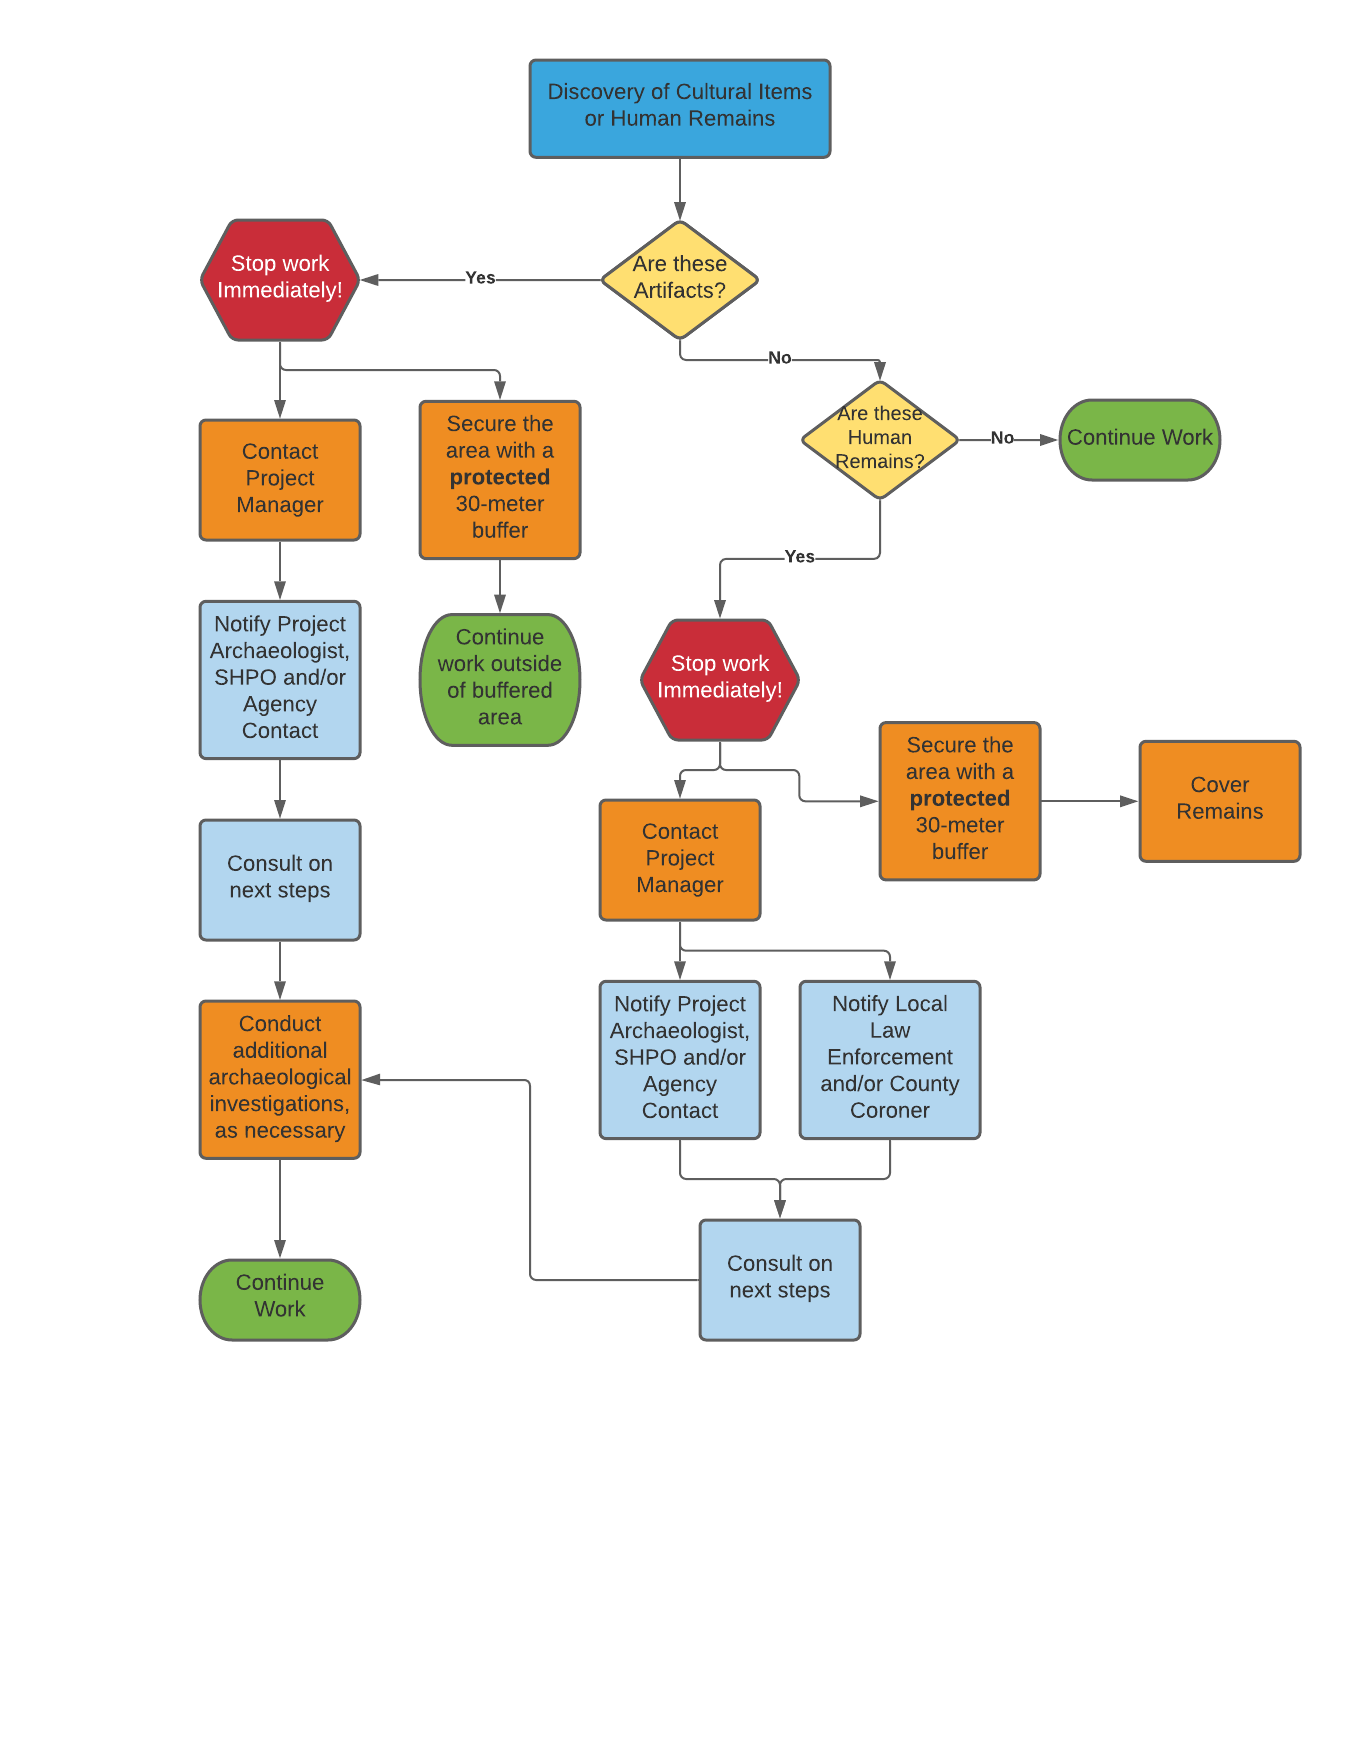 Discovery of Cultural Items
or Human Remains
Are these
Artifacts?
Yes
Stop work
Immediately!
No
Are these
Human
Remains?
No
Continue Work
Contact
Project
Manager
Secure the
area with a
protected
30-meter
buffer
Yes
Notify Project
Archaeologist,
SHPO and/or
Agency
Contact
Continue
work outside
of buffered
area
Stop work
Immediately!
Secure the
area with a
protected
30-meter
buffer
Cover
Remains
Consult on
next steps
Contact
Project
Manager
Conduct
additional
archaeological
investigations,
as necessary
Notify Project
Archaeologist,
SHPO and/or
Agency
Contact
Notify Local
Law
Enforcement
and/or County
Coroner
Continue
Work
Consult on
next steps